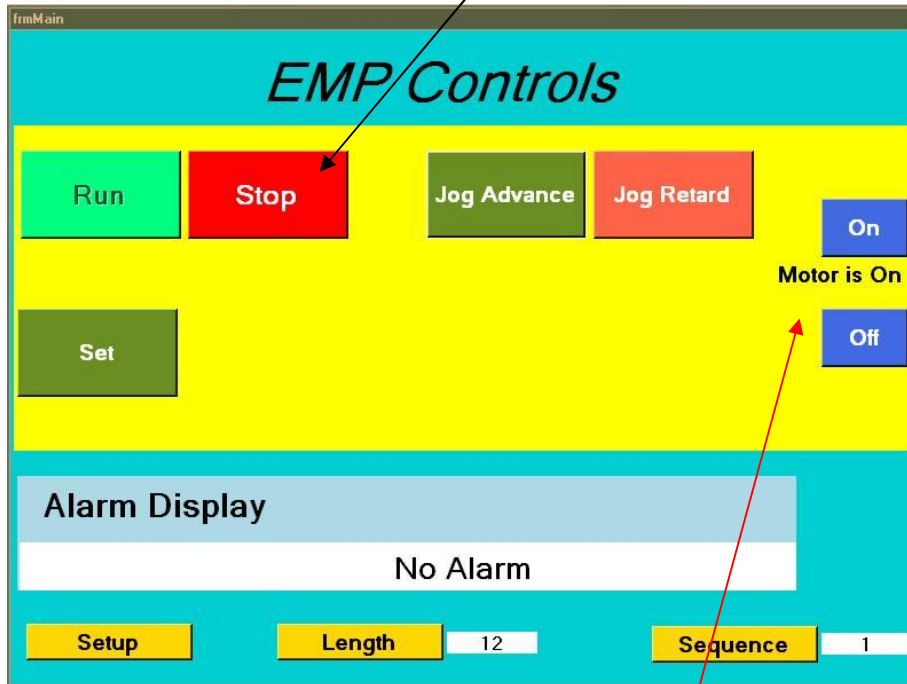 frmMain
EMP Controls
Run
Stop
Jog Advance
Jog Retard
On
Motor is On
Set
Off
Alarm Display
No Alarm
Setup
Length
12
Sequence
1